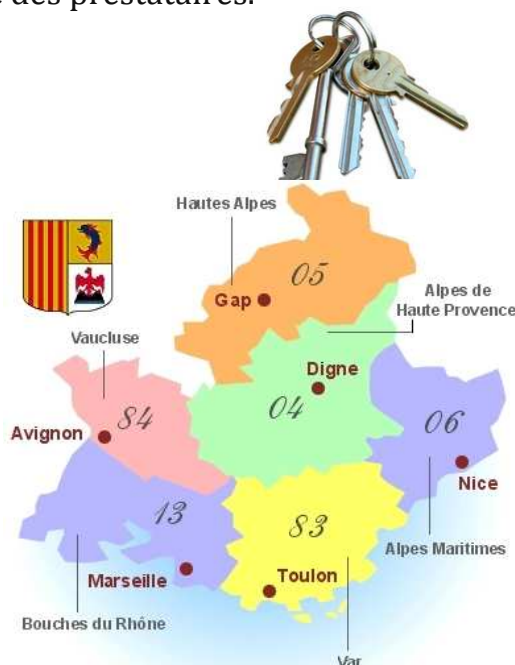 des prestataires.
Hautes Alpes
05
Gap
Alpes de
Haute Provence
Vaucluse
Digne
84
04
06
Avignon
Nice
13
83
Alpes Maritimes
Marseille
Toulon
Bouches du Rhône
Var